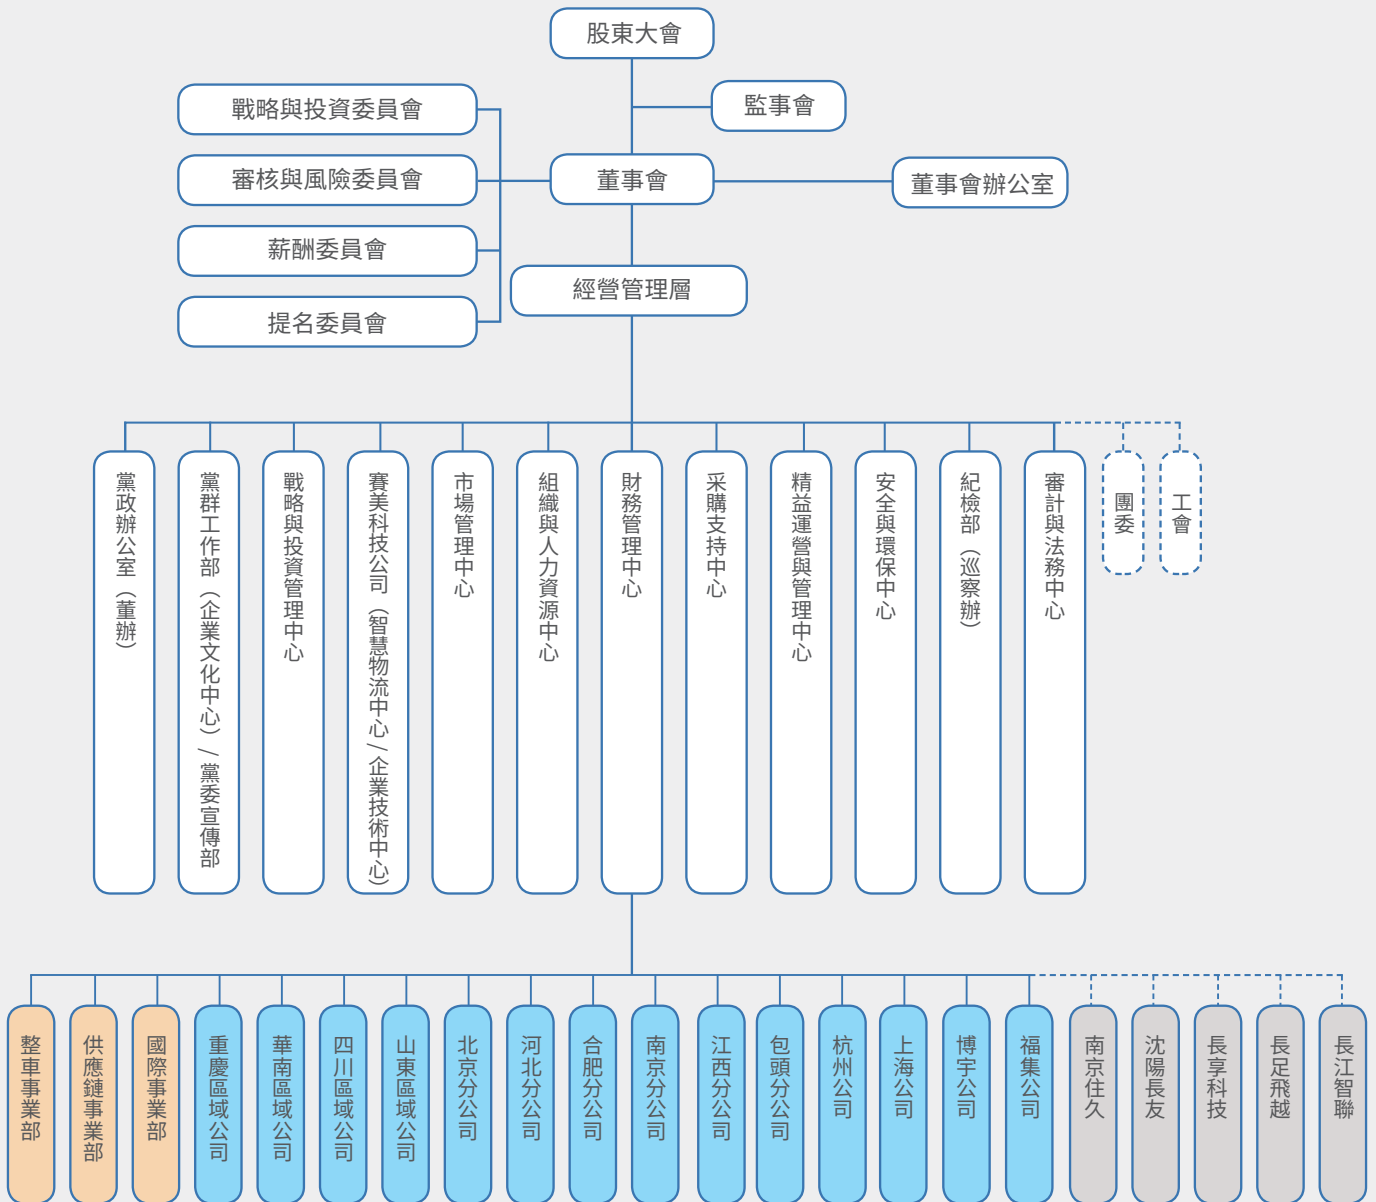 股東大會
監事會
戰略與投資委員會
審核與風險委員會
董事會
董事會辦公室
薪酬委員會
經營管理層
提名委員會
黨政辦公室（董辦）
黨群工作部（企業文化中心）/黨委宣傳部
戰略與投資管理中心
賽美科技公司（智慧物流中心/企業技術中心）
市場管理中心
組織與人力資源中心
財務管理中心
采購支持中心
精益運營與管理中心
安全與環保中心
紀檢部（巡察辦）
審計與法務中心
團委
工會
整車事業部
供應鏈事業部
國際事業部
重慶區域公司
華南區域公司
四川區域公司
山東區域公司
北京分公司
河北分公司
合肥分公司
南京分公司
江西分公司
包頭分公司
杭州公司
上海公司
博宇公司
福集公司
南京住久
沈陽長友
長享科技
長足飛越
長江智聯